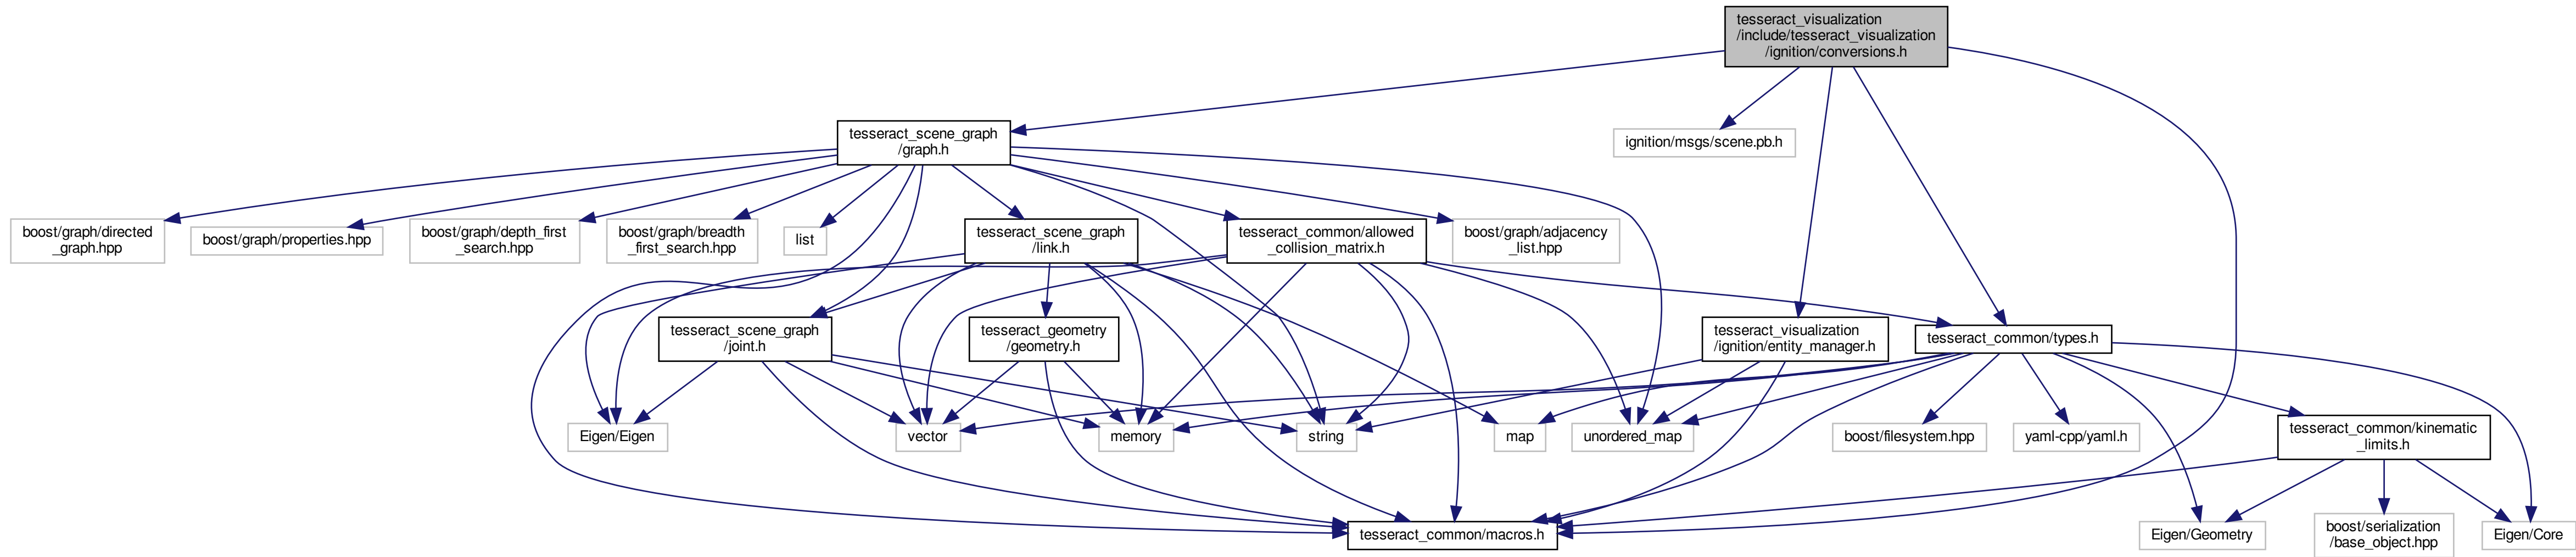 tesseract_visualization
/include/tesseract_visualization
/ignition/conversions.h
tesseract_scene_graph
/graph.h
ignition/msgs/scene.pb.h
boost/graph/directed
_graph.hpp
boost/graph/properties.hpp
boost/graph/depth_first
_search.hpp
boost/graph/breadth
_first_search.hpp
list
tesseract_scene_graph
/link.h
tesseract_common/allowed
_collision_matrix.h
boost/graph/adjacency
_list.hpp
tesseract_scene_graph
/joint.h
tesseract_geometry
/geometry.h
tesseract_visualization
/ignition/entity_manager.h
tesseract_common/types.h
Eigen/Eigen
vector
memory
string
map
unordered_map
boost/filesystem.hpp
yaml-cpp/yaml.h
tesseract_common/kinematic
_limits.h
tesseract_common/macros.h
Eigen/Geometry
boost/serialization
/base_object.hpp
Eigen/Core